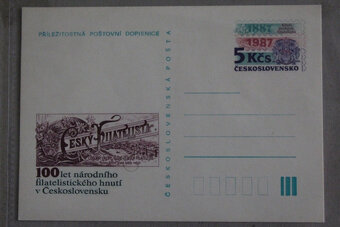 PŘÍLEŽITOSTNÁ POŠTOVNÍ DOPISNICE
1887
1987
5 Kčs
ČESKOSLOVENSKO
ČESKOSLOVENSKÁ POŠTA
ČESKÝ FILATELISTA
100 let národního
filatelistického hnutí
v Československu